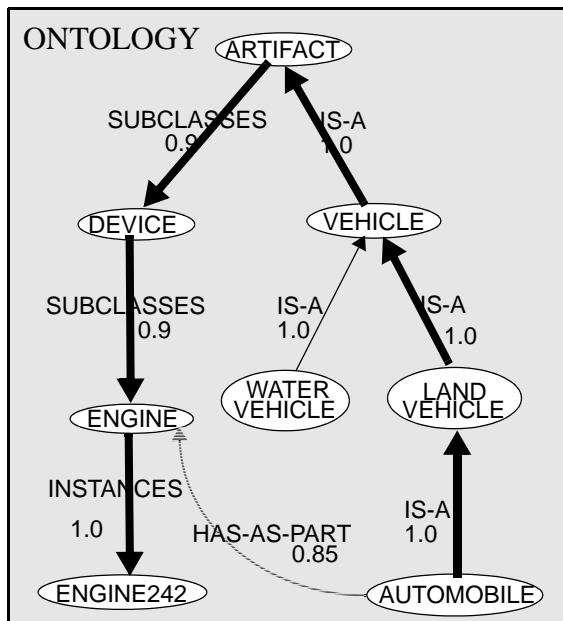 ONTOLOGY
ARTIFACT
SUBCLASSES
0.9
IS-A
1.0
DEVICE
VEHICLE
SUBCLASSES
0.9
IS-A
1.0
IS-A
1.0
WATER
VEHICLE
LAND
VEHICLE
ENGINE
INSTANCES
1.0
HAS-AS-PART
0.85
IS-A
1.0
ENGINE242
AUTOMOBILE